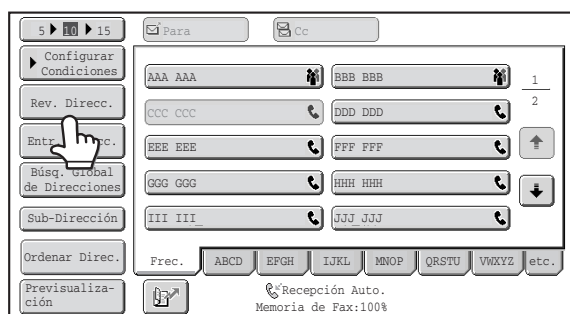 5 10 15
Para
Cc
Configurar
Condiciones
AAA AAA
BBB BBB
1
2
Rev. Direcc.
CCC CCC
DDD DDD
EEE EEE
FFF FFF
Búsq. Global
de Direcciones
GGG GGG
HHH HHH
Sub-Dirección
III III
JJJ JJJ
Ordenar Direc.
Frec.
ABCD
EFGH
IJKL
MNOP
QRSTU
VWXYZ
etc.
Previsualiza-
ción
Recepción Auto.
Memoria de Fax:100%